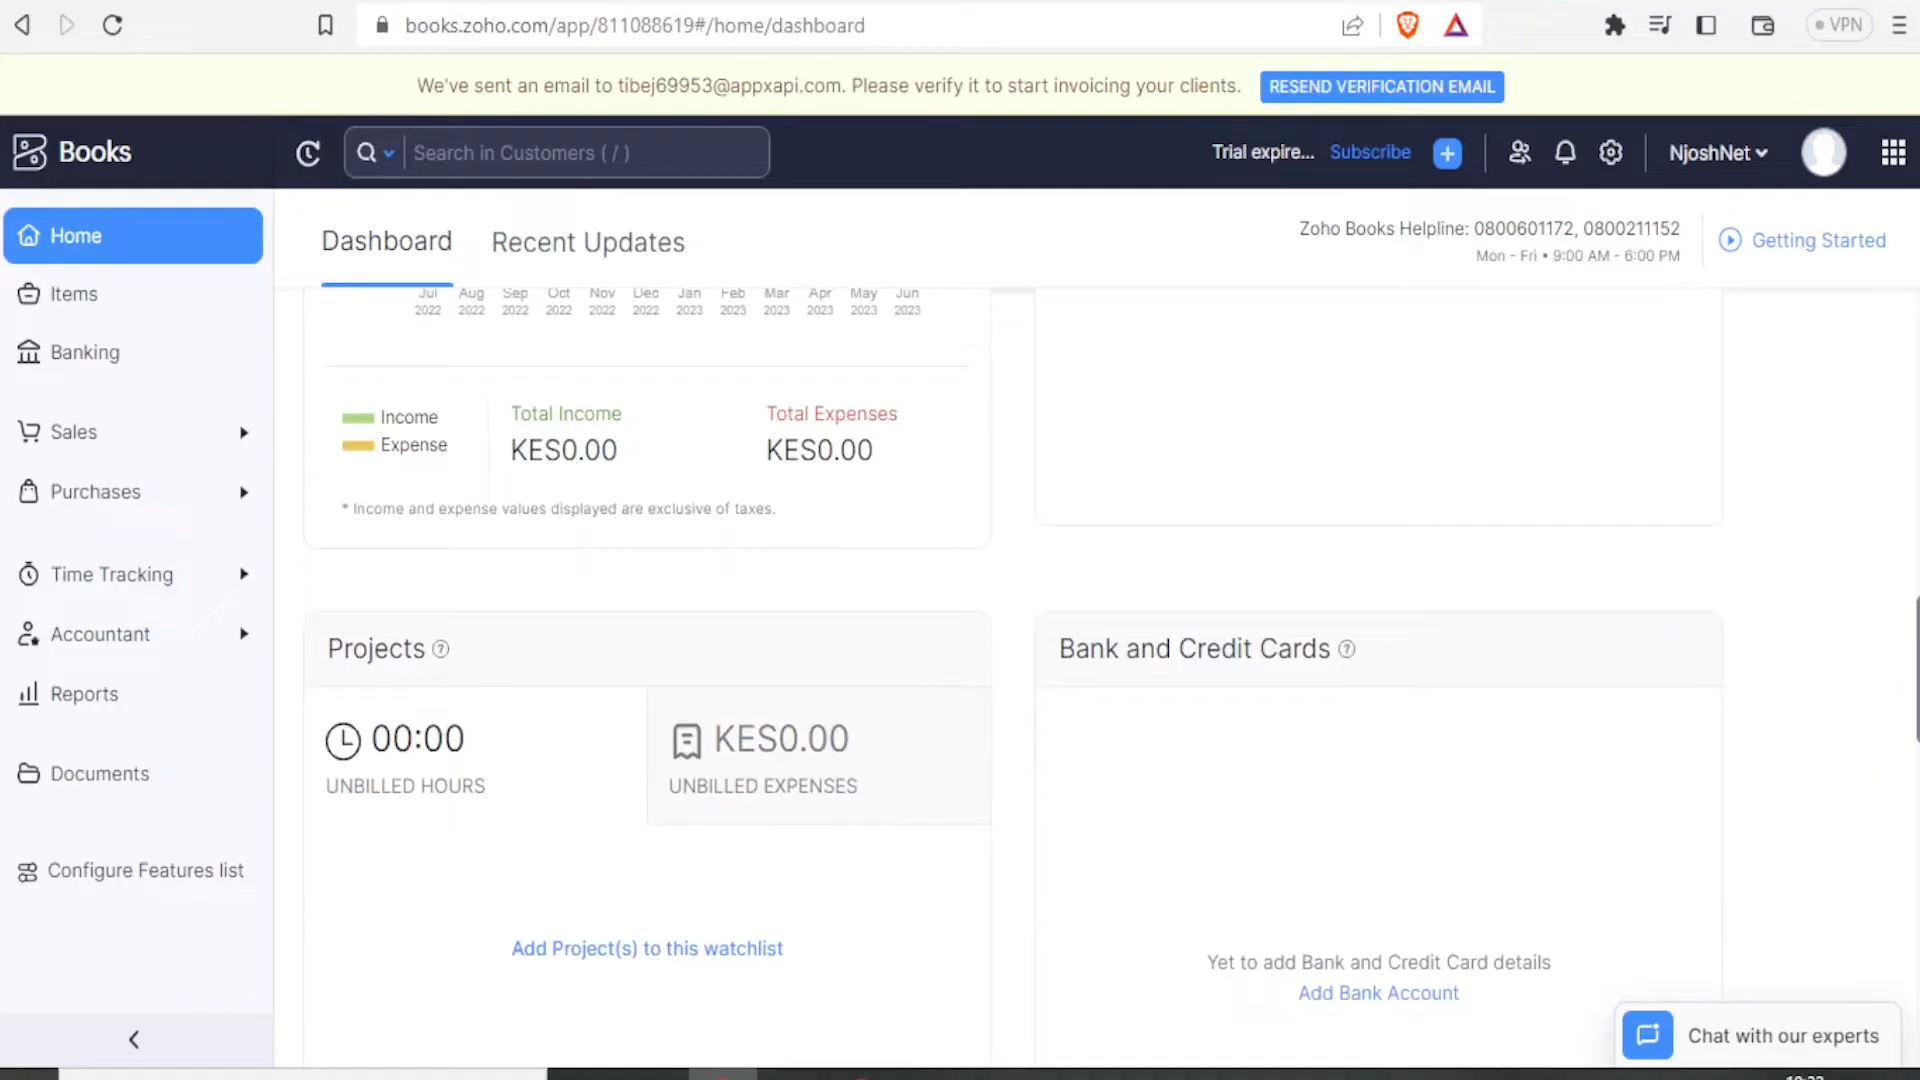 books.zoho.com/app/811088619#/home/dashboard
VPN
We've sent an email to tibej69953@appxapi.com. Please verify it to start invoicing your clients.
RESEND VERIFICATION EMAIL
Books
Search in Customers ( / )
Trial expire...
Subscribe
NjoshNet
Home
Items
Banking
Sales
Purchases
Time Tracking
Accountant
Reports
Documents
Configure Features list
Dashboard
Recent Updates
Zoho Books Helpline: 0800601172, 0800211152
Mon - Fri • 9:00 AM - 6:00 PM
Getting Started
Jul Aug Sep Oct Nov Dec Jan Feb Mar Apr May Jun
2022 2022 2022 2022 2022 2022 2023 2023 2023 2023 2023 2023
Income
Expense
Total Income
KES0.00
Total Expenses
KES0.00
* Income and expense values displayed are exclusive of taxes.
Projects
00:00
UNBILLED HOURS
KES0.00
UNBILLED EXPENSES
Add Project(s) to this watchlist
Bank and Credit Cards
Yet to add Bank and Credit Card details
Add Bank Account
Chat with our experts